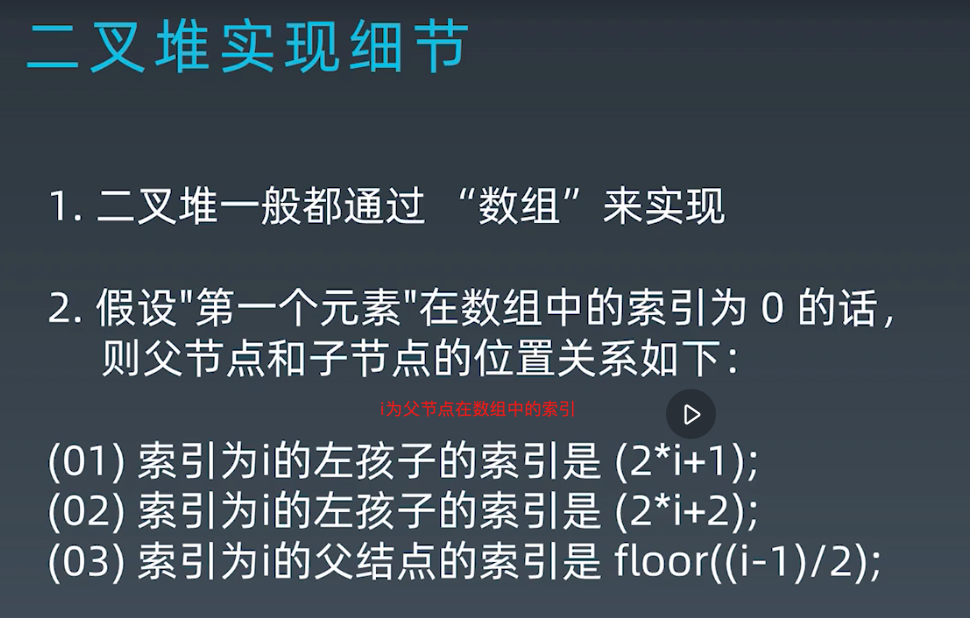 二叉堆实现细节
1. 二叉堆一般都通过 “数组” 来实现
2. 假设"第一个元素"在数组中的索引为 0 的话,
则父节点和子节点的位置关系如下:
i为父节点在数组中的索引
(01) 索引为i的左孩子的索引是 (2*i+1);
(02) 索引为i的左孩子的索引是 (2*i+2);
(03) 索引为i的父结点的索引是 floor((i-1)/2);